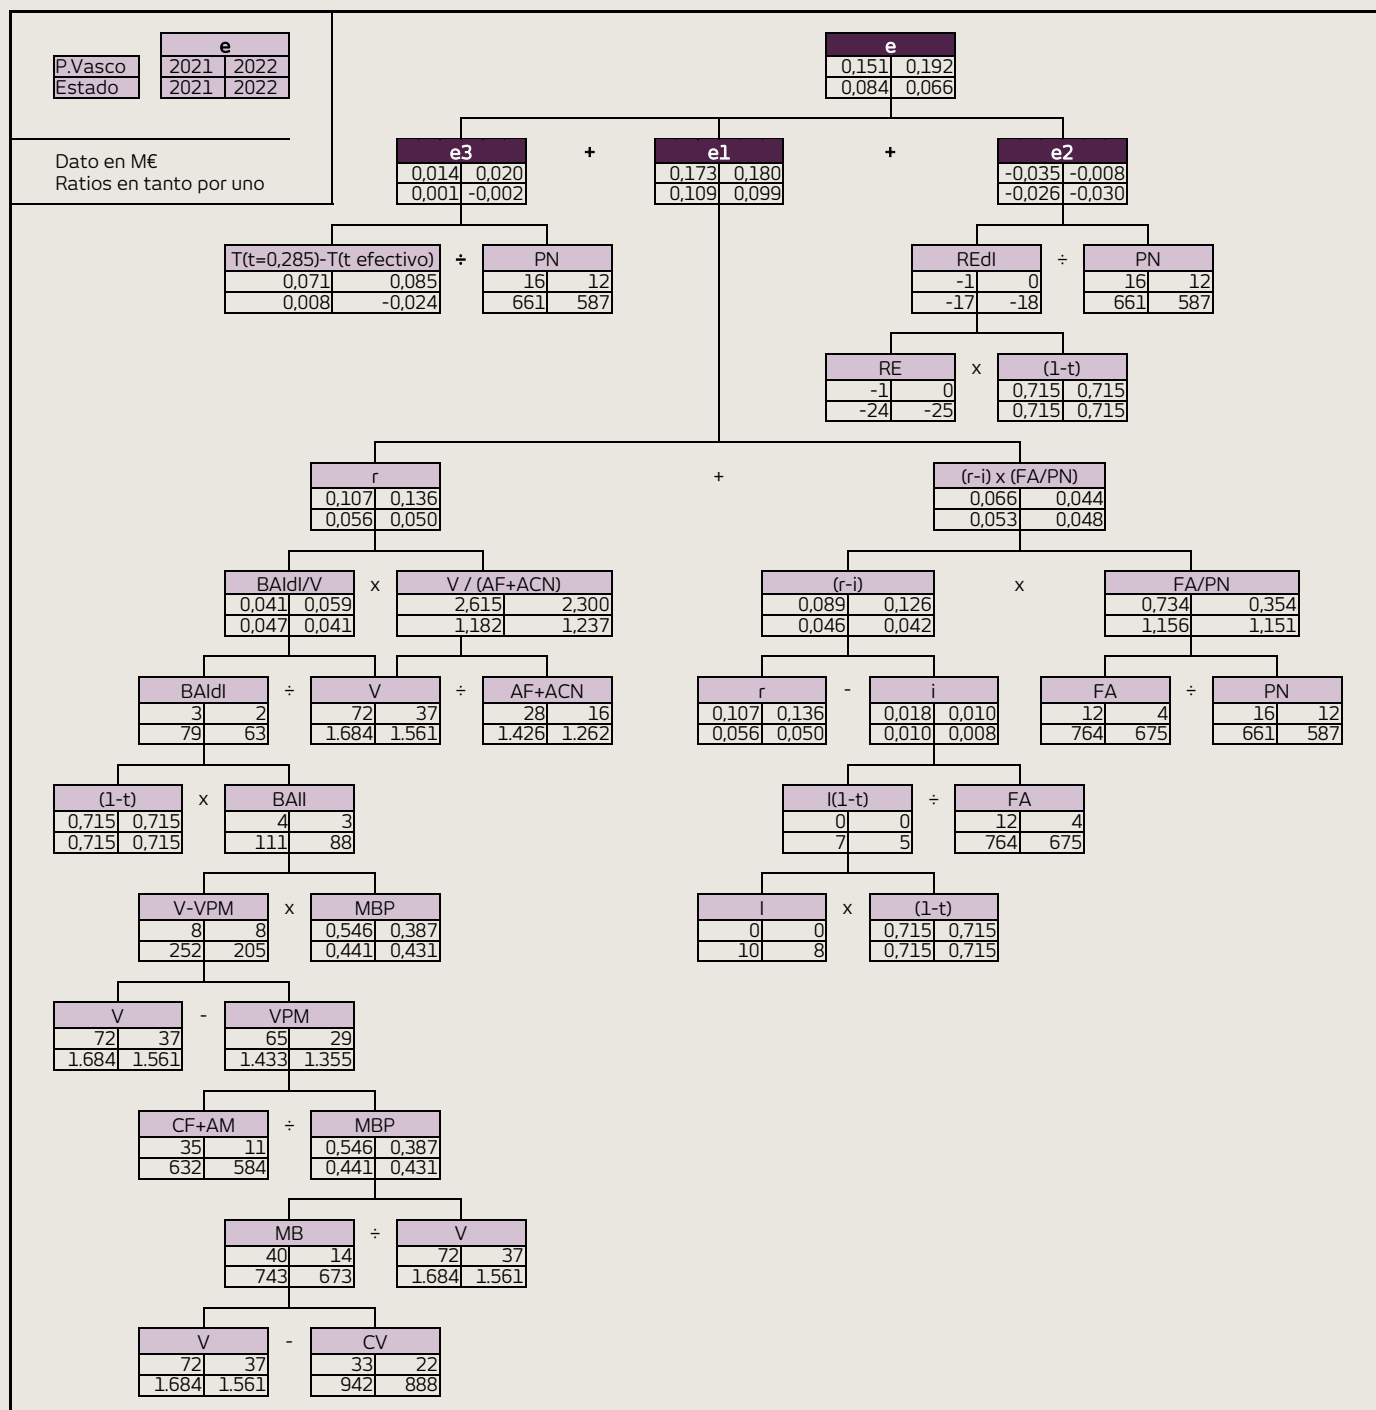 e
e
P.Vasco 2021 2022 0,151 0,192
Estado 2021 2022 0,084 0,066
e3 + e1 + e2
Dato en M€ 0,014 0,020 0,173 0,180 -0,035 -0,008
Ratios en tanto por uno 0,001 -0,002 0,109 0,099 -0,026 -0,030
T(t=0,285)-T(t efectivo) ÷ PN REdI ÷ PN
0,071 0,085 16 12 -1 0 16 12
0,008 -0,024 661 587 -17 -18 661 587
RE x (1-t)
-1 0 0,715 0,715
-24 -25 0,715 0,715
r + (r-i) x (FA/PN)
0,107 0,136 0,066 0,044
0,056 0,050 0,053 0,048
BAIdI/V x V / (AF+ACN) (r-i) x FA/PN
0,041 0,059 2,615 2,300 0,089 0,126 0,734 0,354
0,047 0,041 1,182 1,237 0,046 0,042 1,156 1,151
BAIdI ÷ V ÷ AF+ACN r - i FA ÷ PN
3 2 72 37 28 16 0,107 0,136 0,018 0,010 12 4 16 12
79 63 1.684 1.561 1.426 1.262 0,056 0,050 0,010 0,008 764 675 661 587
(1-t) x BAII I(1-t) ÷ FA
0,715 0,715 4 3 0 0 12 4
0,715 0,715 111 88 7 5 764 675
V-VPM x MBP I x (1-t)
8 8 0,546 0,387 0 0 0,715 0,715
252 205 0,441 0,431 10 8 0,715 0,715
V - VPM
72 37 65 29
1.684 1.561 1.433 1.355
CF+AM ÷ MBP
35 11 0,546 0,387
632 584 0,441 0,431
MB ÷ V
40 14 72 37
743 673 1.684 1.561
V - CV
72 37 33 22
1.684 1.561 942 888